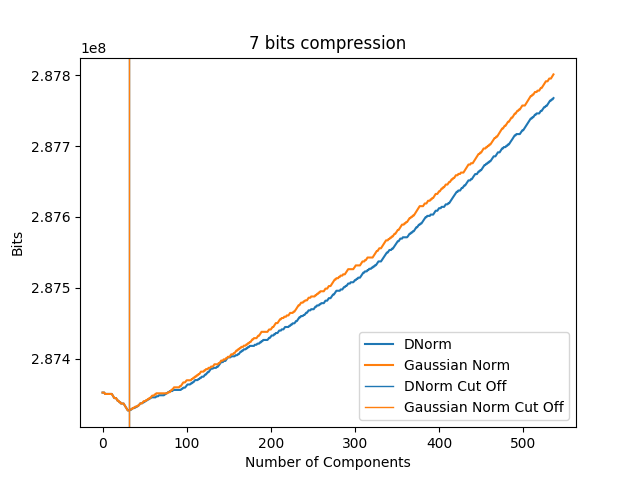 7 bits compression
1e8
2.878
2.877
2.876
2.875
2.874
Bits
0 100 200 300 400 500
Number of Components
DNorm
Gaussian Norm
DNorm Cut Off
Gaussian Norm Cut Off